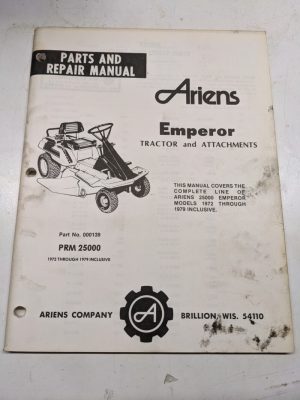 PARTS AND
REPAIR MANUAL
Ariens
Emperor
TRACTOR and ATTACHMENTS
THIS MANUAL COVERS THE
COMPLETE LINE OF
ARIENS 25000 EMPEROR
MODELS 1972 THROUGH
1979 INCLUSIVE.
Part No. 000139
PRM 25000
1972 THROUGH 1979 INCLUSIVE
ARIENS COMPANY
A
BRILLION, WIS. 54110